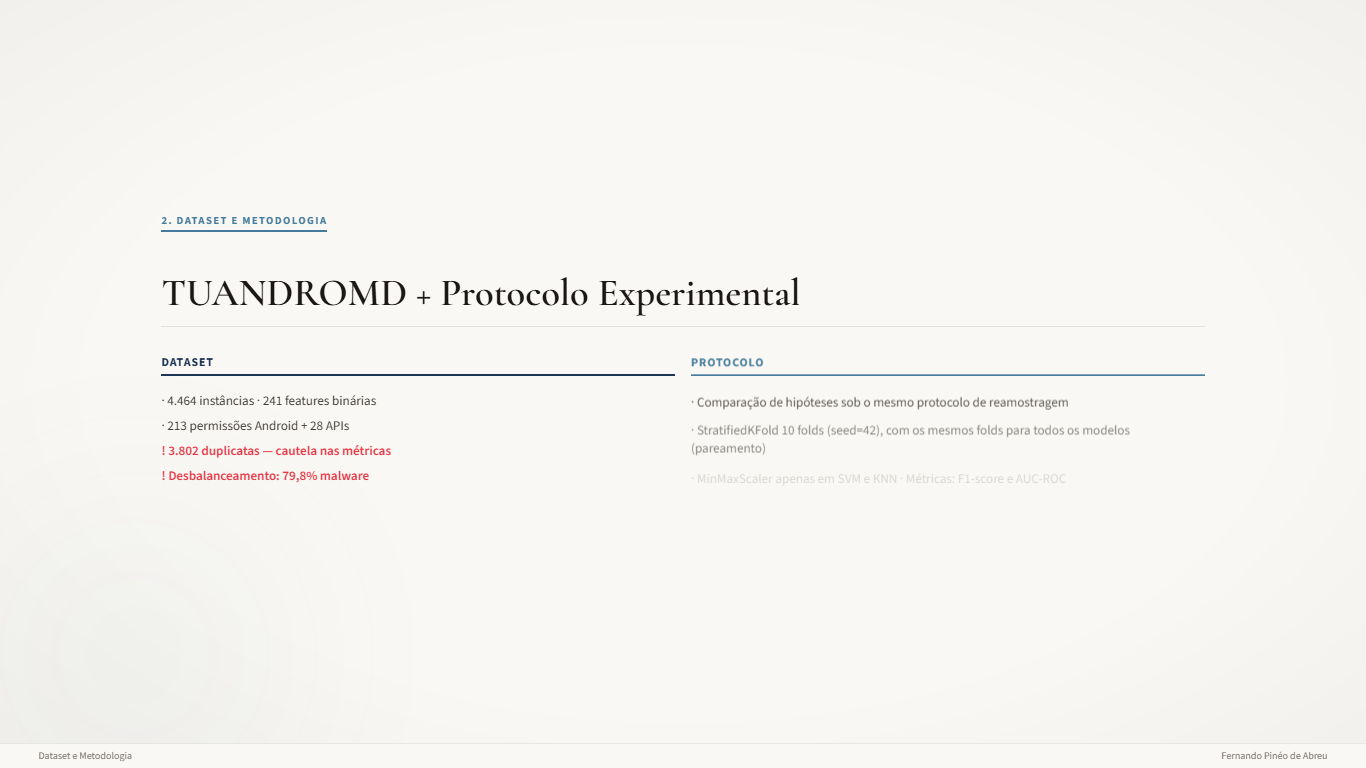 2. DATASET E METODOLOGIA
TUANDROMD + Protocolo Experimental
DATASET
· 4.464 instâncias · 241 features binárias
· 213 permissões Android + 28 APIs
! 3.802 duplicatas — cautela nas métricas
! Desbalanceamento: 79,8% malware
PROTOCOLO
· Comparação de hipóteses sob o mesmo protocolo de reamostragem
· StratifiedKFold 10 folds (seed=42), com os mesmos folds para todos os modelos
(pareamento)
· MinMaxScaler apenas em SVM e KNN · Métricas: F1-score e AUC-ROC
Dataset e Metodologia
Fernando Pinéo de Abreu